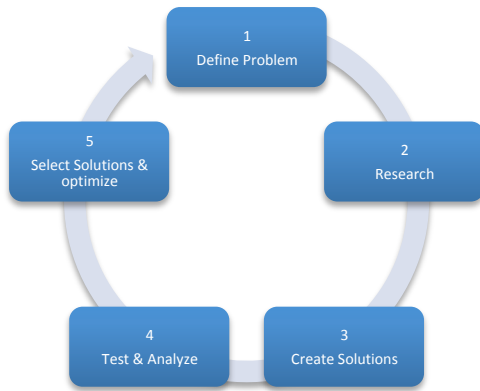 1
Define Problem
2
Research
3
Create Solutions
4
Test & Analyze
5
Select Solutions &
optimize